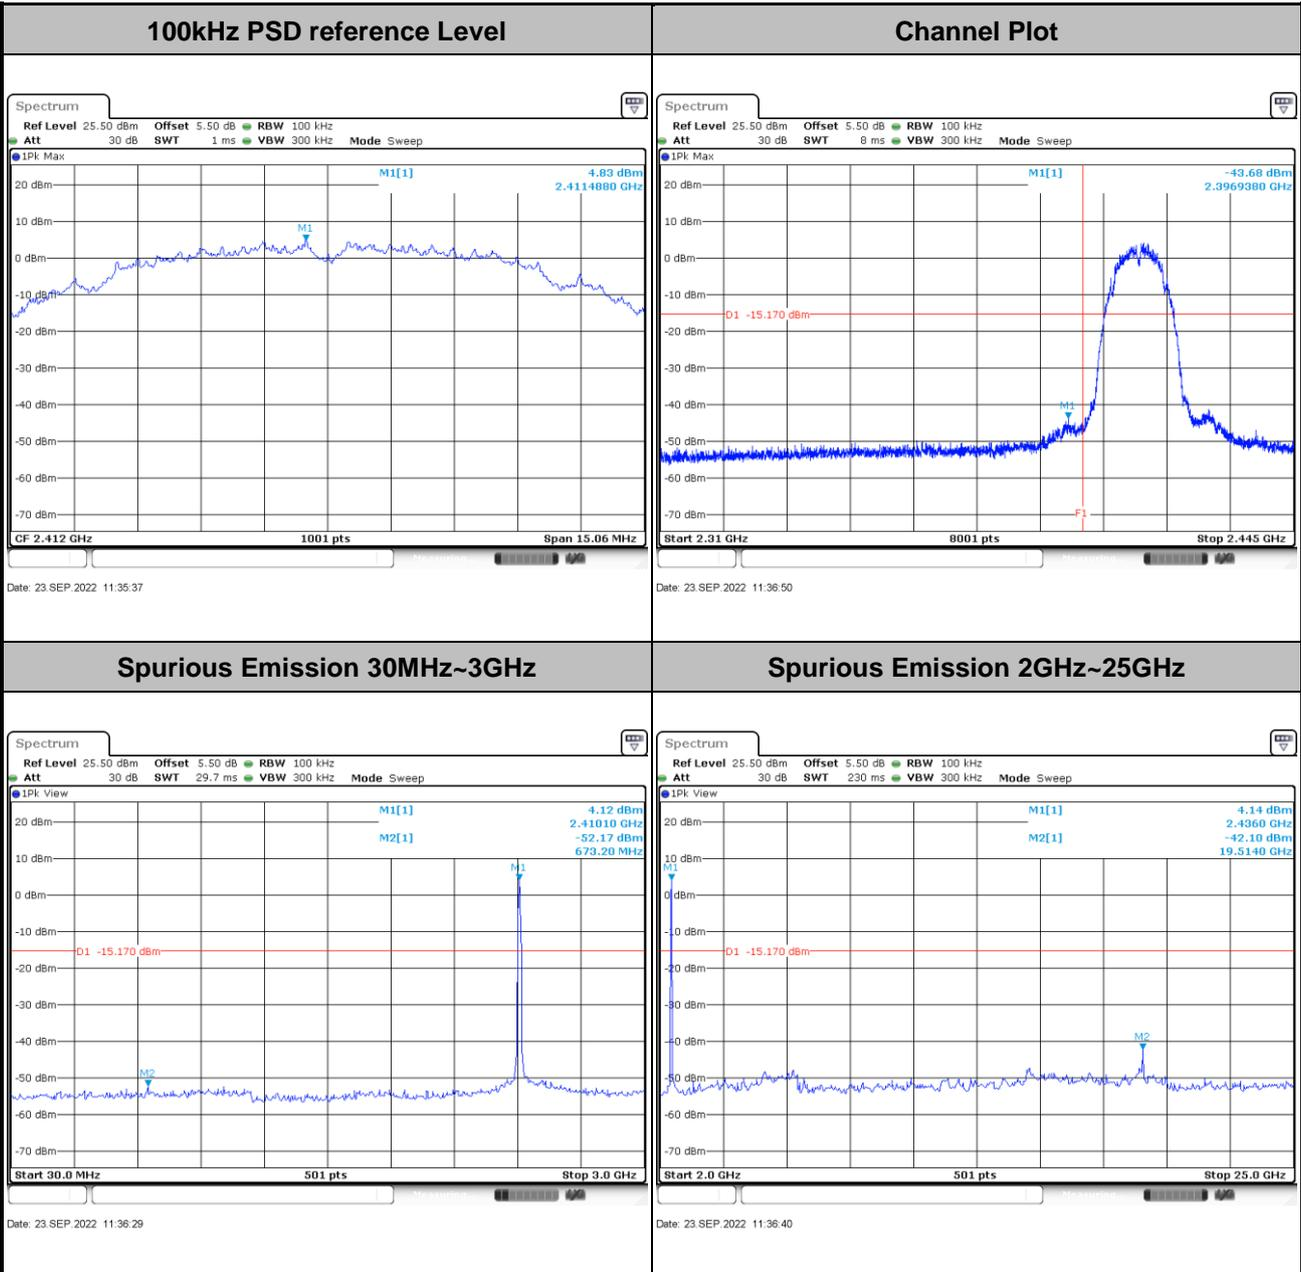 100kHz PSD reference Level
Spectrum
Ref Level 25.50 dBm Offset 5.50 dB RBW 100 kHz
Att 30 dB SWT 1 ms VBW 300 kHz Mode Sweep
1Pk Max
M1[1] 4.83 dBm
2.4114880 GHz
20 dBm
10 dBm
M1
0 dBm
-10 dBm
-20 dBm
-30 dBm
-40 dBm
-50 dBm
-60 dBm
-70 dBm
CF 2.412 GHz 1001 pts Span 15.06 MHz
Date: 23.SEP.2022 11:35:37
Channel Plot
Spectrum
Ref Level 25.50 dBm Offset 5.50 dB RBW 100 kHz
Att 30 dB SWT 8 ms VBW 300 kHz Mode Sweep
1Pk Max
M1[1] -43.68 dBm
2.3969380 GHz
20 dBm
10 dBm
0 dBm
-10 dBm
D1 -15.170 dBm
-20 dBm
-30 dBm
-40 dBm
M1
-50 dBm
-60 dBm
-70 dBm
F1
Start 2.31 GHz 8001 pts Stop 2.445 GHz
Date: 23.SEP.2022 11:36:50
Spurious Emission 30MHz~3GHz
Spectrum
Ref Level 25.50 dBm Offset 5.50 dB RBW 100 kHz
Att 30 dB SWT 29.7 ms VBW 300 kHz Mode Sweep
1Pk View
M1[1] 4.12 dBm
2.41010 GHz
M2[1] -52.17 dBm
673.20 MHz
20 dBm
10 dBm
M1
0 dBm
-10 dBm
D1 -15.170 dBm
-20 dBm
-30 dBm
-40 dBm
M2
-50 dBm
-60 dBm
-70 dBm
Start 30.0 MHz 501 pts Stop 3.0 GHz
Date: 23.SEP.2022 11:36:29
Spurious Emission 2GHz~25GHz
Spectrum
Ref Level 25.50 dBm Offset 5.50 dB RBW 100 kHz
Att 30 dB SWT 230 ms VBW 300 kHz Mode Sweep
1Pk View
M1[1] 4.14 dBm
2.4360 GHz
M2[1] -42.10 dBm
19.5140 GHz
20 dBm
10 dBm
M1
0 dBm
-10 dBm
D1 -15.170 dBm
-20 dBm
-30 dBm
-40 dBm
M2
-50 dBm
-60 dBm
-70 dBm
Start 2.0 GHz 501 pts Stop 25.0 GHz
Date: 23.SEP.2022 11:36:40